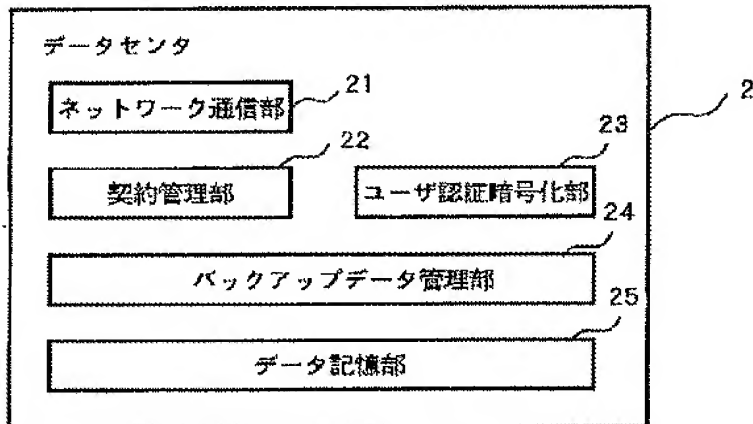 データセンタ
2
ネットワーク通信部
21
契約管理部
22
ユーザ認証暗号化部
23
バックアップデータ管理部
24
データ記憶部
25